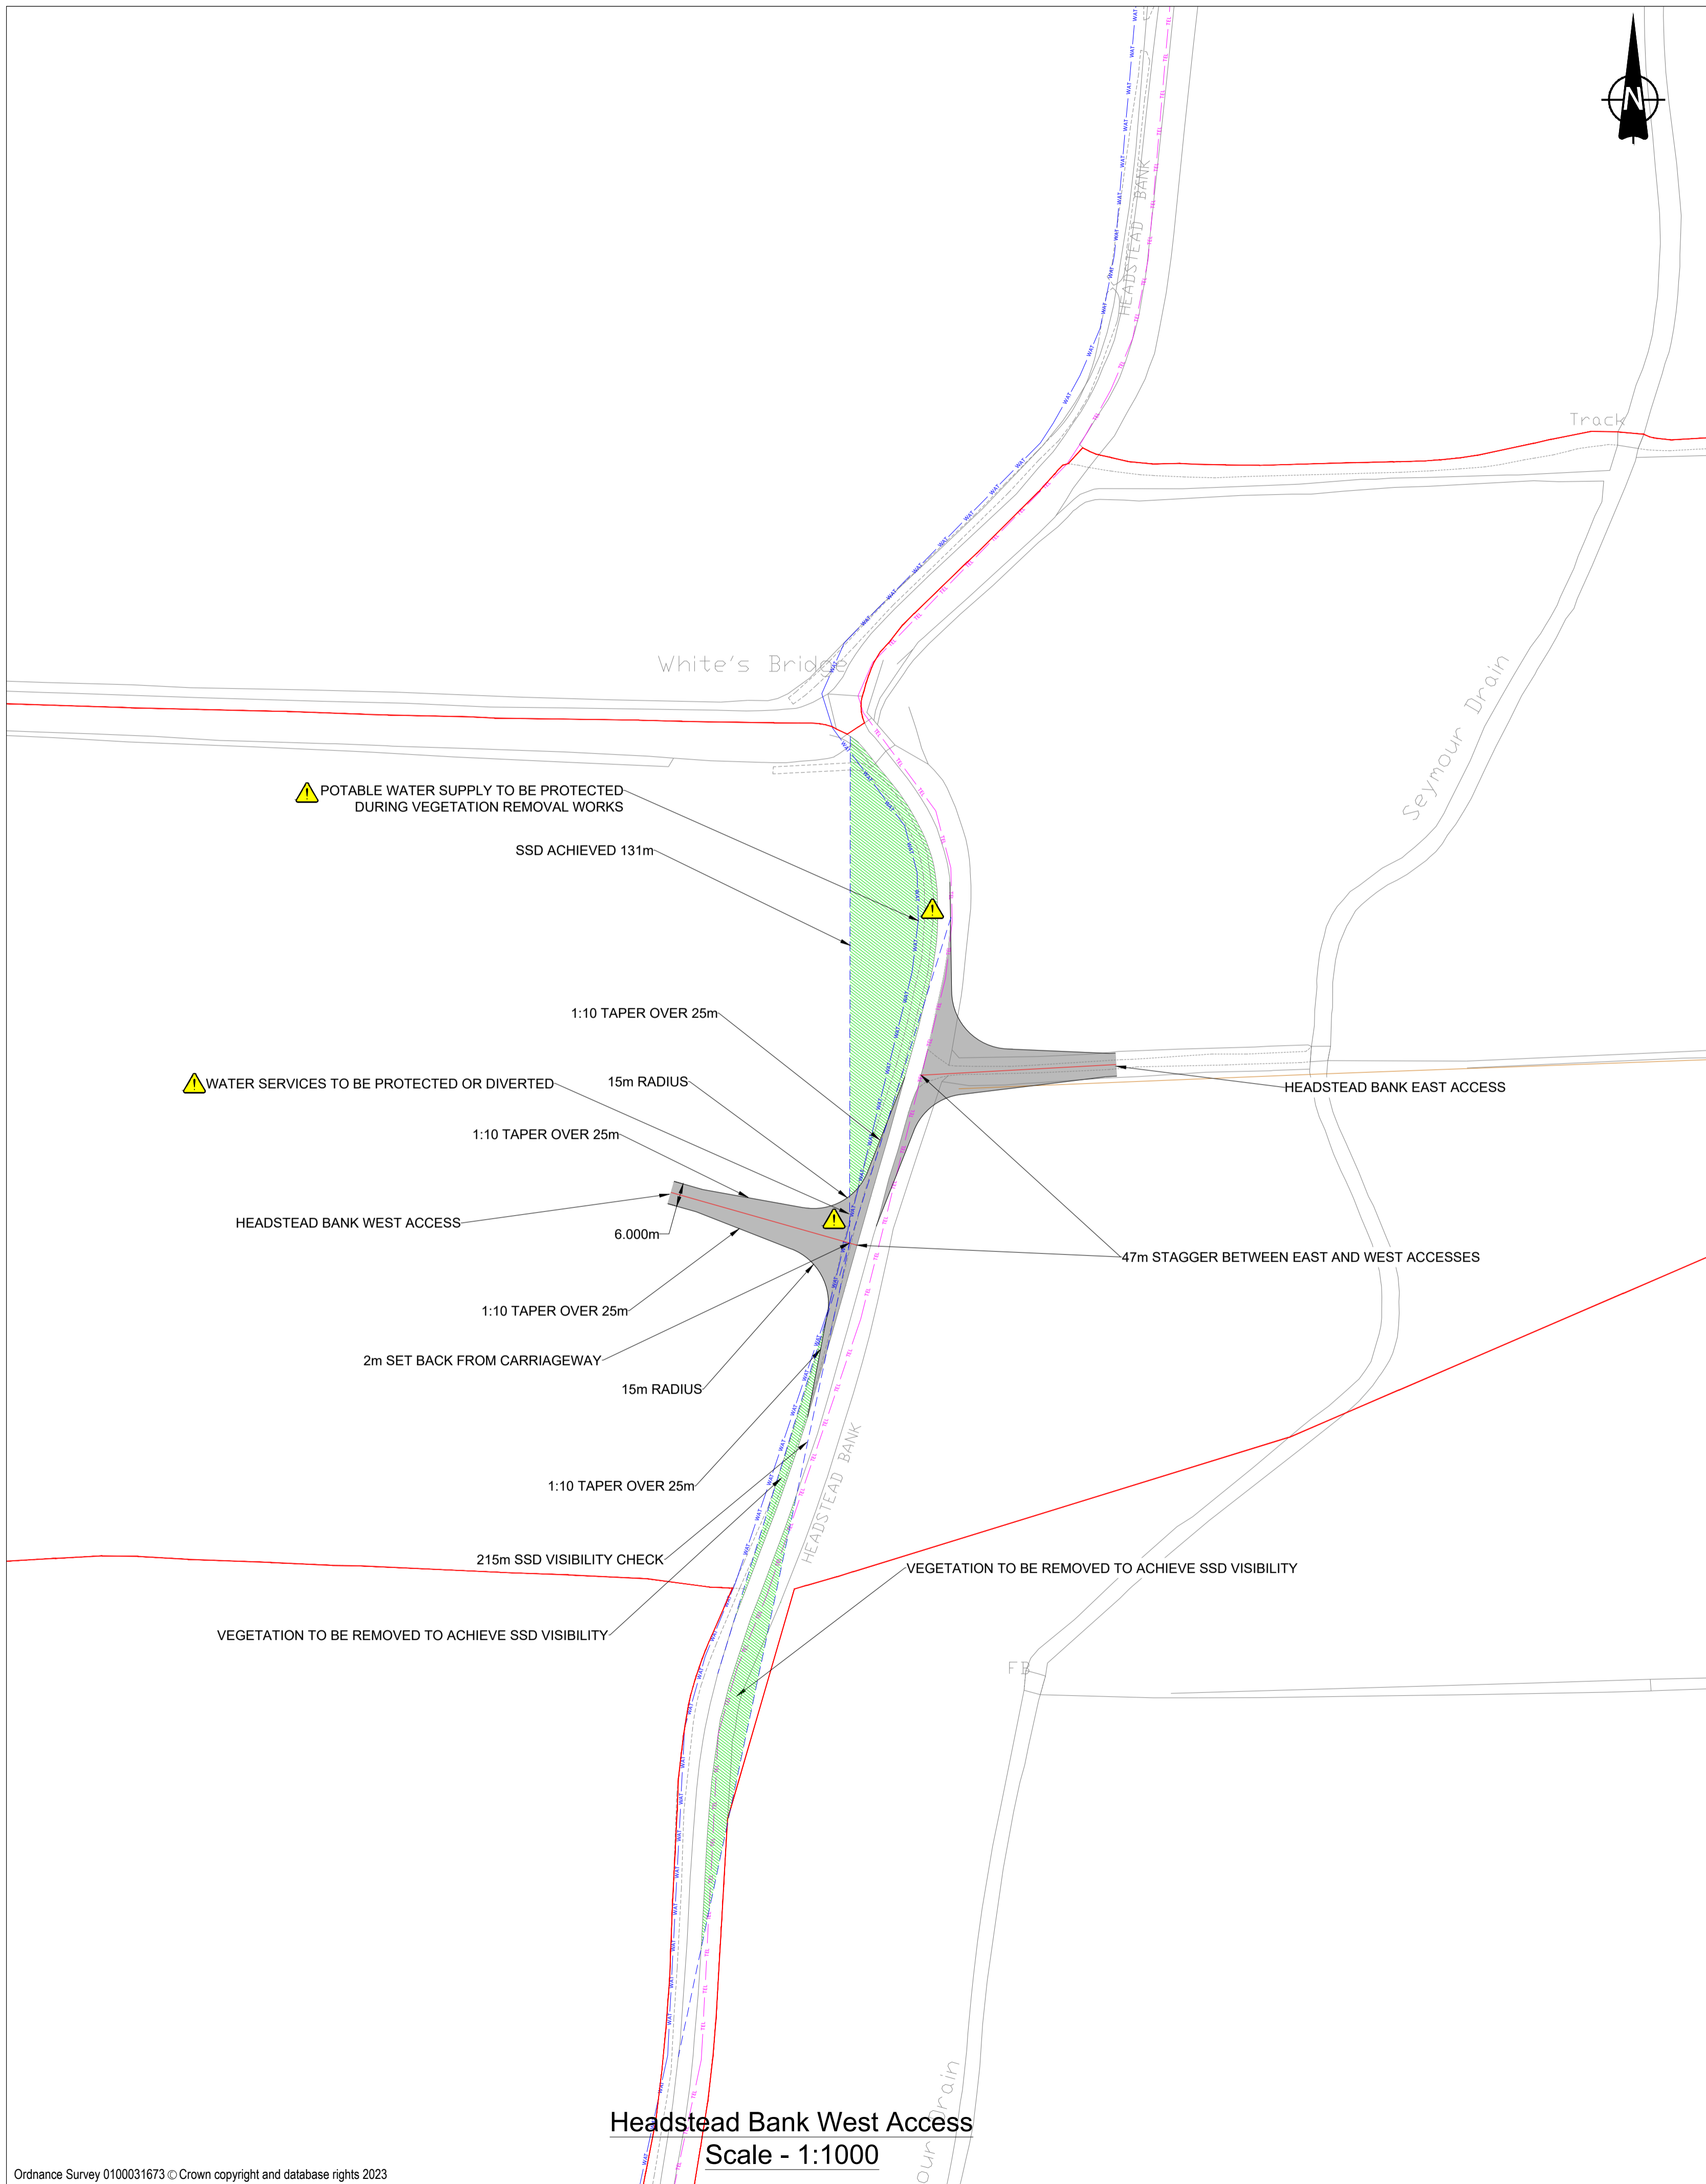 N
HEADSTEAD BANK
Track
White's Bridge
Seymour Drain
POTABLE WATER SUPPLY TO BE PROTECTED
DURING VEGETATION REMOVAL WORKS
SSD ACHIEVED 131m
1:10 TAPER OVER 25m
WATER SERVICES TO BE PROTECTED OR DIVERTED
15m RADIUS
HEADSTEAD BANK EAST ACCESS
1:10 TAPER OVER 25m
HEADSTEAD BANK WEST ACCESS
6.000m
47m STAGGER BETWEEN EAST AND WEST ACCESSES
1:10 TAPER OVER 25m
2m SET BACK FROM CARRIAGEWAY
15m RADIUS
HEADSTEAD BANK
1:10 TAPER OVER 25m
215m SSD VISIBILITY CHECK
VEGETATION TO BE REMOVED TO ACHIEVE SSD VISIBILITY
VEGETATION TO BE REMOVED TO ACHIEVE SSD VISIBILITY
FB
our Drain
Headstead Bank West Access
Scale - 1:1000
Ordnance Survey 0100031673 © Crown copyright and database rights 2023